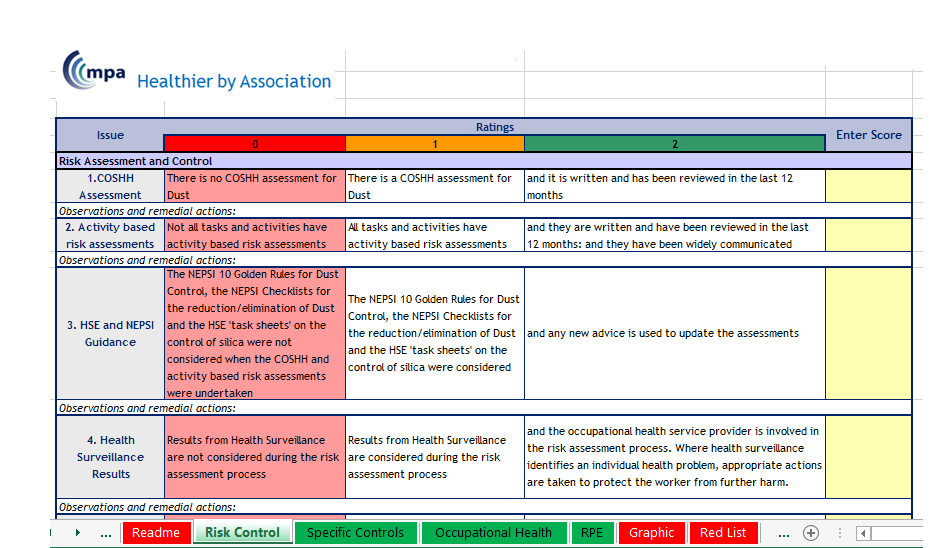 mpa Healthier by Association
Issue
Ratings
Enter Score
0
1
2
Risk Assessment and Control
1.COSHH
Assessment
There is no COSHH assessment for
Dust
There is a COSHH assessment for
Dust
and it is written and has been reviewed in the last 12
months
Observations and remedial actions:
2. Activity based
risk assessments
Not all tasks and activities have
activity based risk assessments
All tasks and activities have
activity based risk assessments
and they are written and have been reviewed in the last
12 months: and they have been widely communicated
Observations and remedial actions:
3. HSE and NEPSI
Guidance
The NEPSI 10 Golden Rules for Dust
Control, the NEPSI Checklists for
the reduction/elimination of Dust
and the HSE 'task sheets' on the
control of silica were not
considered when the COSHH and
activity based risk assessments
were undertaken
The NEPSI 10 Golden Rules for Dust
Control, the NEPSI Checklists for
the reduction/elimination of Dust
and the HSE 'task sheets' on the
control of silica were considered
and any new advice is used to update the assessments
Observations and remedial actions:
4. Health
Surveillance
Results
Results from Health Surveillance
are not considered during the risk
assessment process
Results from Health Surveillance
are considered during the risk
assessment process
and the occupational health service provider is involved in
the risk assessment process. Where health surveillance
identifies an individual health problem, appropriate actions
are taken to protect the worker from further harm.
Observations and remedial actions:
... Readme Risk Control Specific Controls Occupational Health RPE Graphic Red List ...